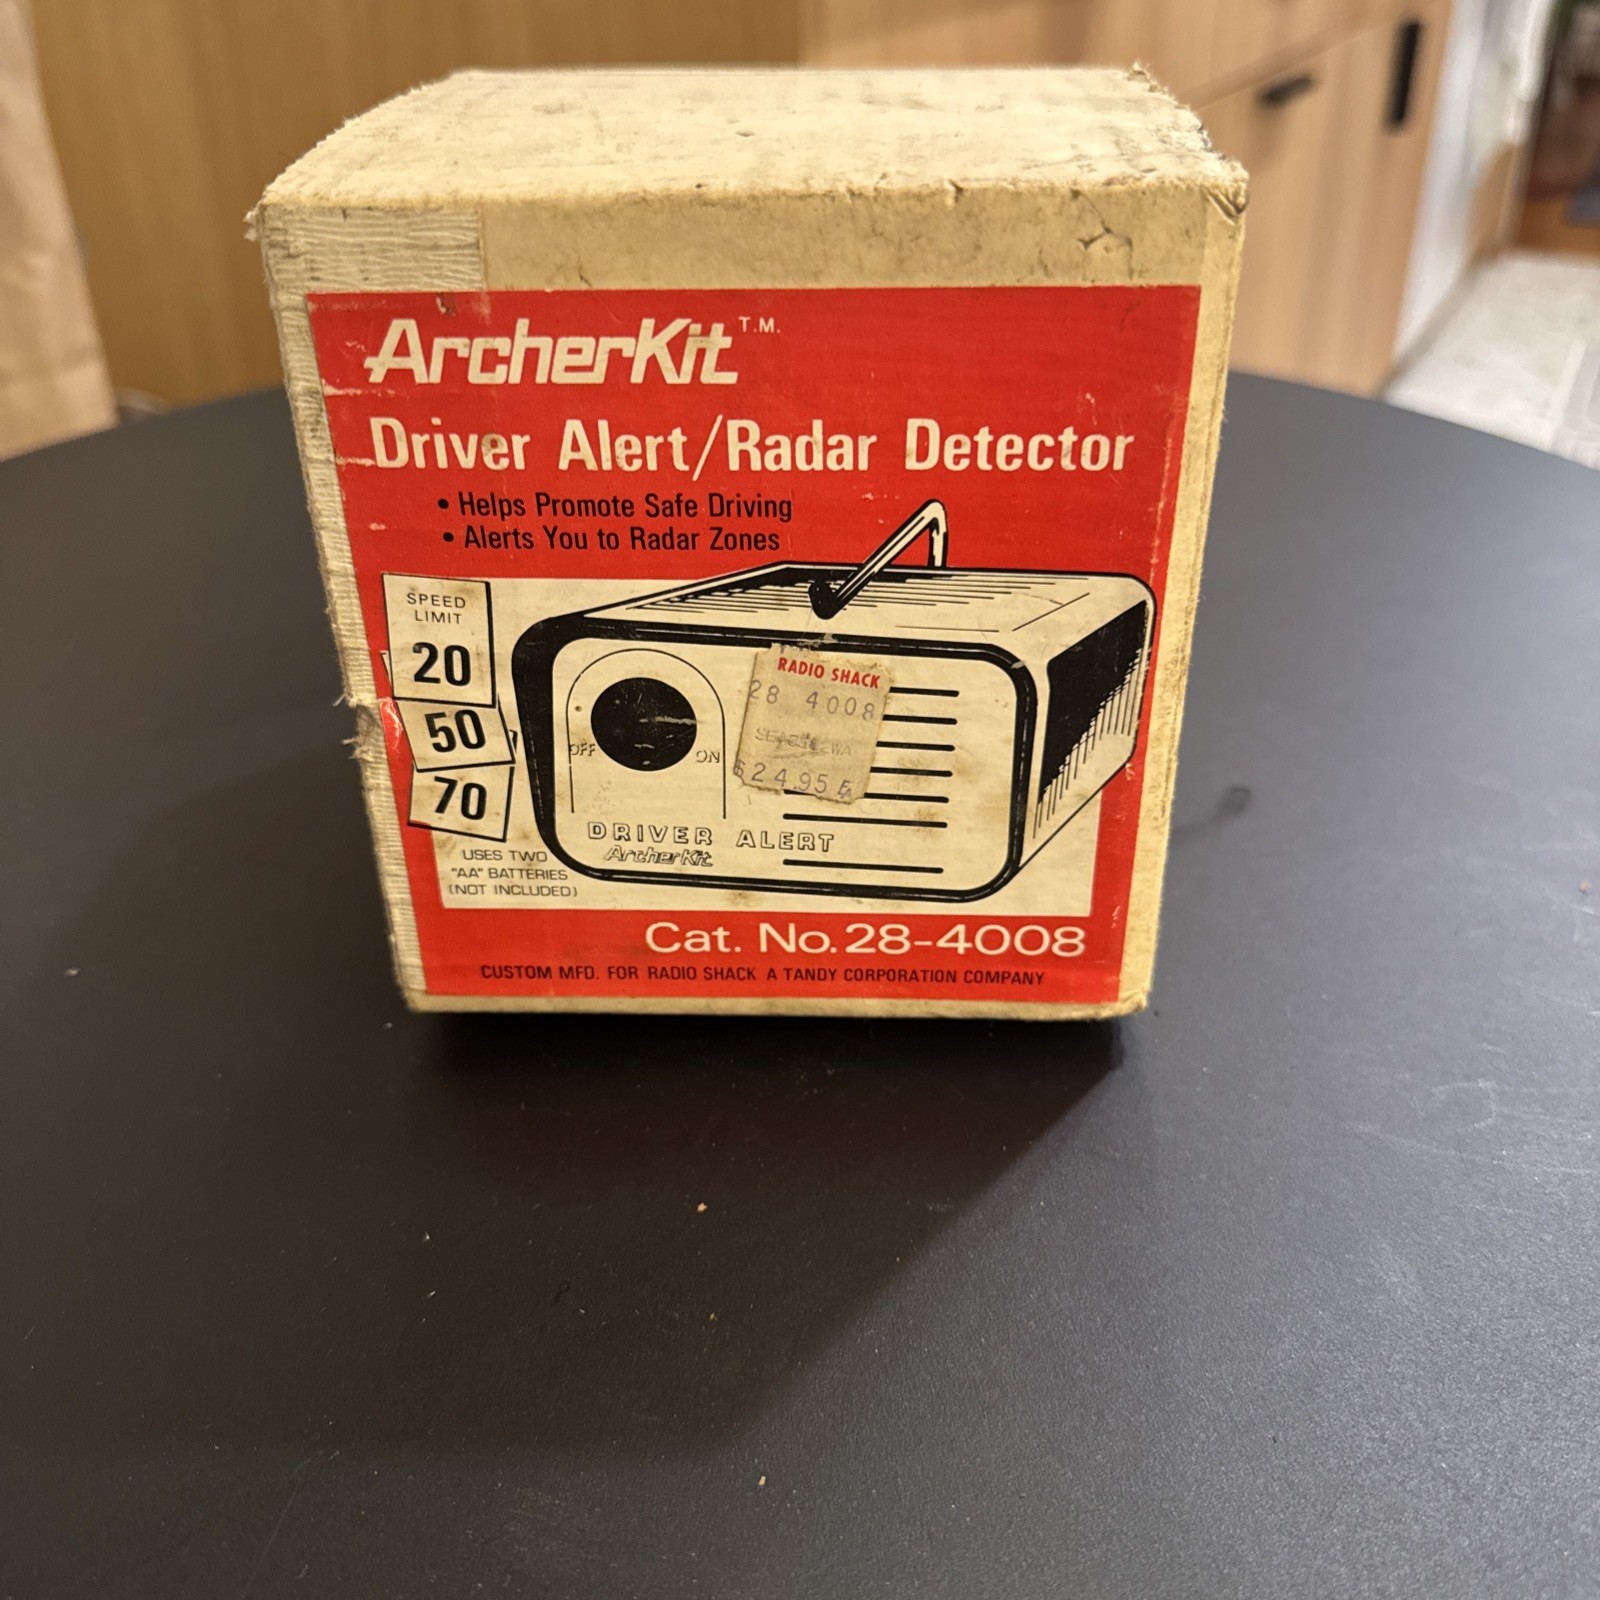 ArcherKit T.M.
Driver Alert/Radar Detector
• Helps Promote Safe Driving
• Alerts You to Radar Zones
SPEED
LIMIT
20
50
70
USES TWO
"AA" BATTERIES
(NOT INCLUDED)
OFF
ON
DRIVER ALERT
ArcherKit
RADIO SHACK
28 4008
$24.95
Cat. No. 28-4008
CUSTOM MFD. FOR RADIO SHACK A TANDY CORPORATION COMPANY